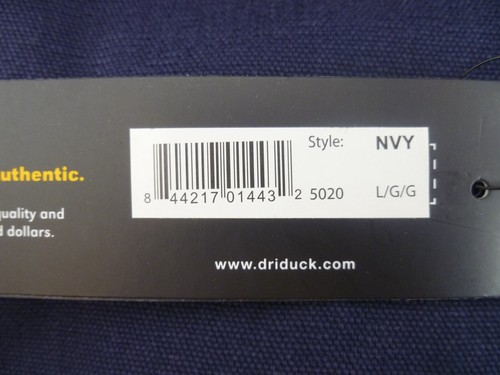 uthentic.
quality and
dollars.
Style: NVY
8 44217 01443 2 5020 L/G/G
www.driduck.com